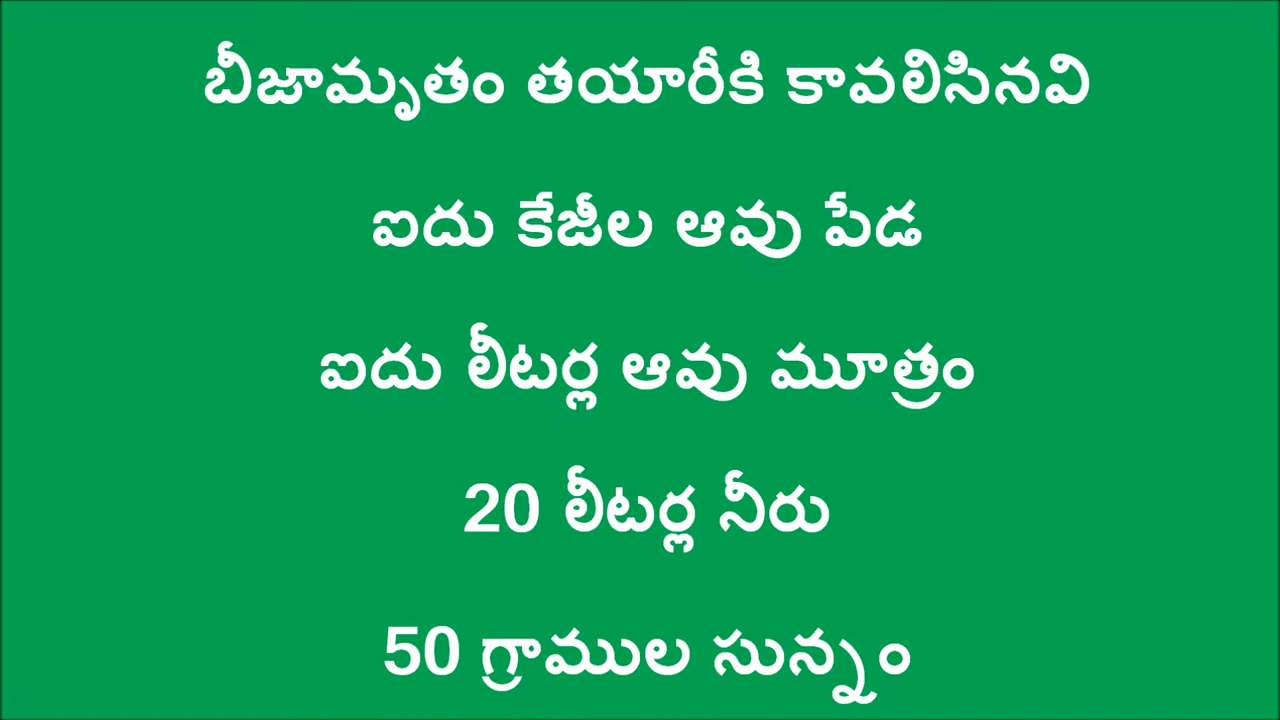 బీజామృతం తయారీకి కావలిసినవి
ఐదు కేజీల ఆవు పేడ
ఐదు లీటర్ల ఆవు మూత్రం
20 లీటర్ల నీరు
50 గ్రాముల సున్నం